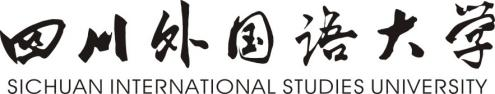 四川外国语大学
SICHUAN INTERNATIONAL STUDIES UNIVERSITY